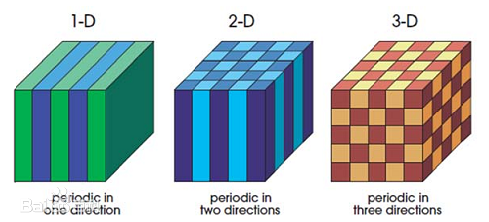 1-D
2-D
3-D
periodic in
one direction
periodic in
two directions
periodic in
three directions